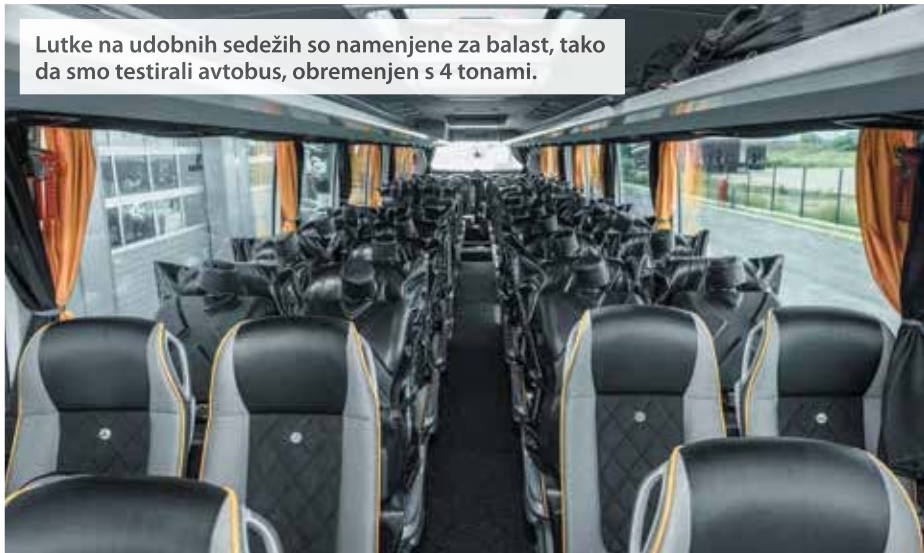 Lutke na udobnih sedežih so namenjene za balast, tako
da smo testirali avtobus, obremenjen s 4 tonami.